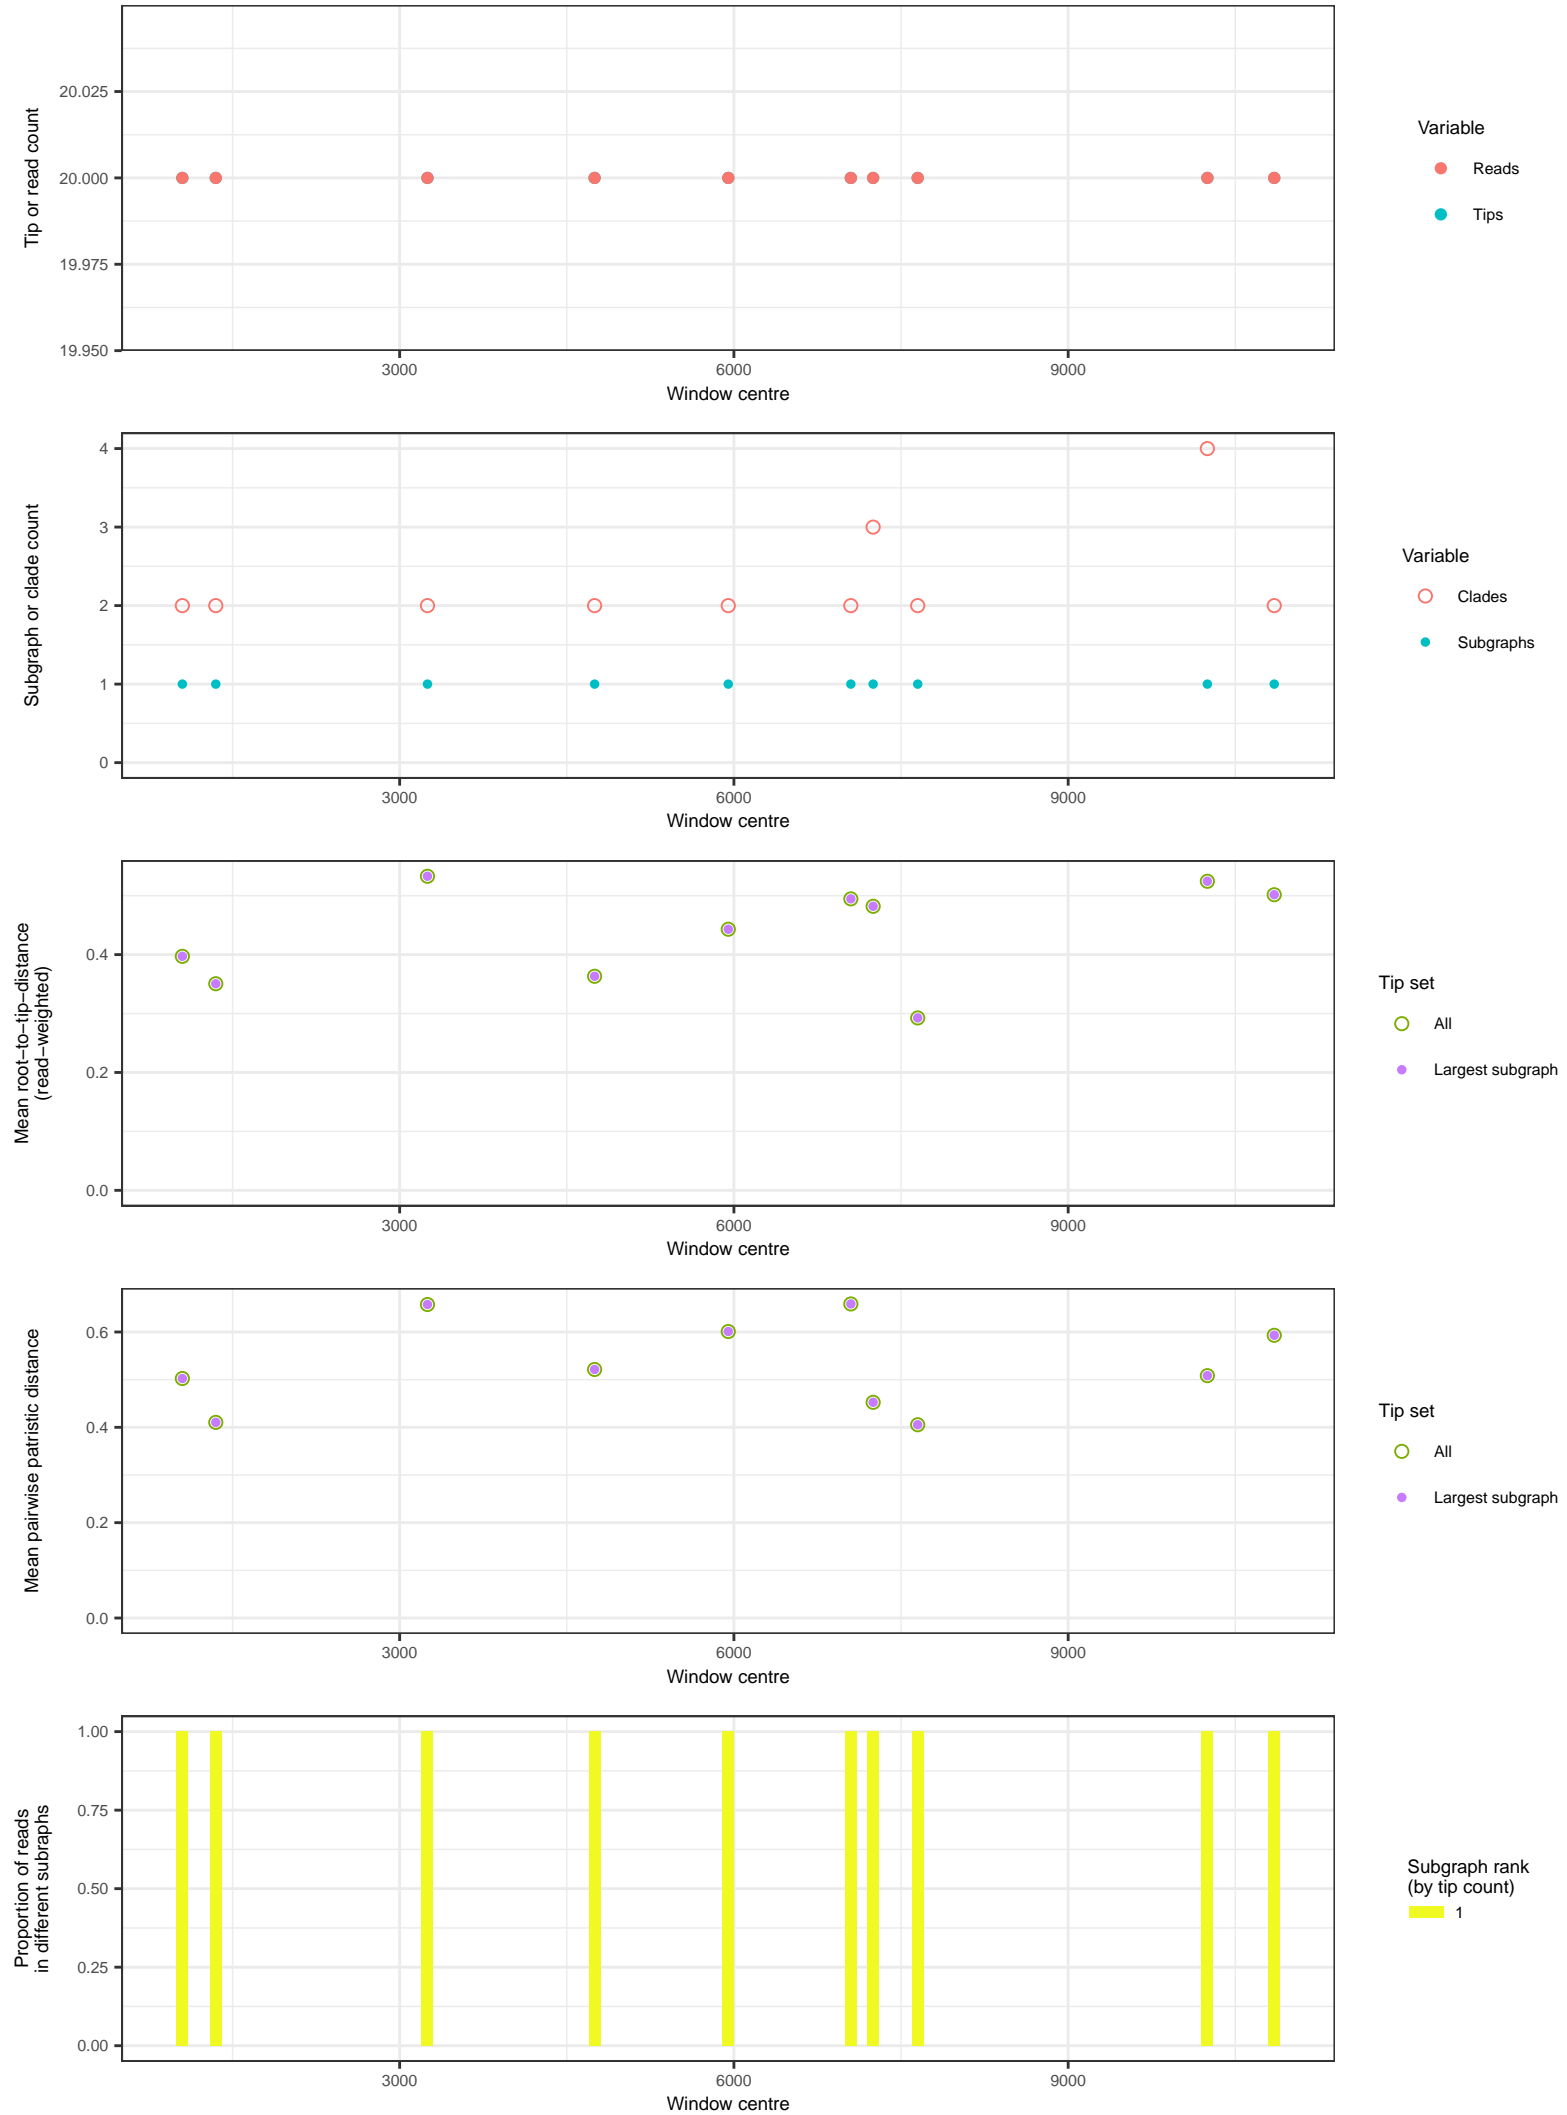 Tip or read count
20.025
20.000
19.975
19.950
3000
6000
9000
Window centre
Variable
Reads
Tips
Subgraph or clade count
4
3
2
1
0
3000
6000
9000
Window centre
Variable
Clades
Subgraphs
Mean root−to−tip−distance
(read−weighted)
0.4
0.2
0.0
3000
6000
9000
Window centre
Tip set
All
Largest subgraph
Mean pairwise patristic distance
0.6
0.4
0.2
0.0
3000
6000
9000
Window centre
Tip set
All
Largest subgraph
Proportion of reads
in different subraphs
1.00
0.75
0.50
0.25
0.00
3000
6000
9000
Window centre
Subgraph rank
(by tip count)
1